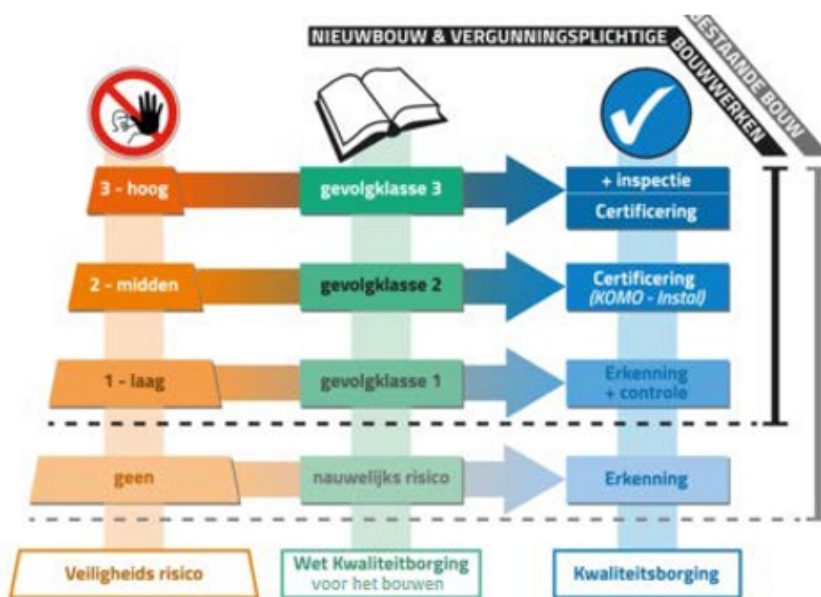 NIEUWBOUW & VERGUNNINGSPLICHTIGE
BOUWWERKEN
BESTAANDE BOUW
3 - hoog
gevolgklasse 3
+ inspectie
Certificering
2 - midden
gevolgklasse 2
Certificering
(KOMO - Instal)
1 - laag
gevolgklasse 1
Erkenning
+ controle
geen
nauwelijks risico
Erkenning
Veiligheids risico
Wet Kwaliteitborging
voor het bouwen
Kwaliteitsborging